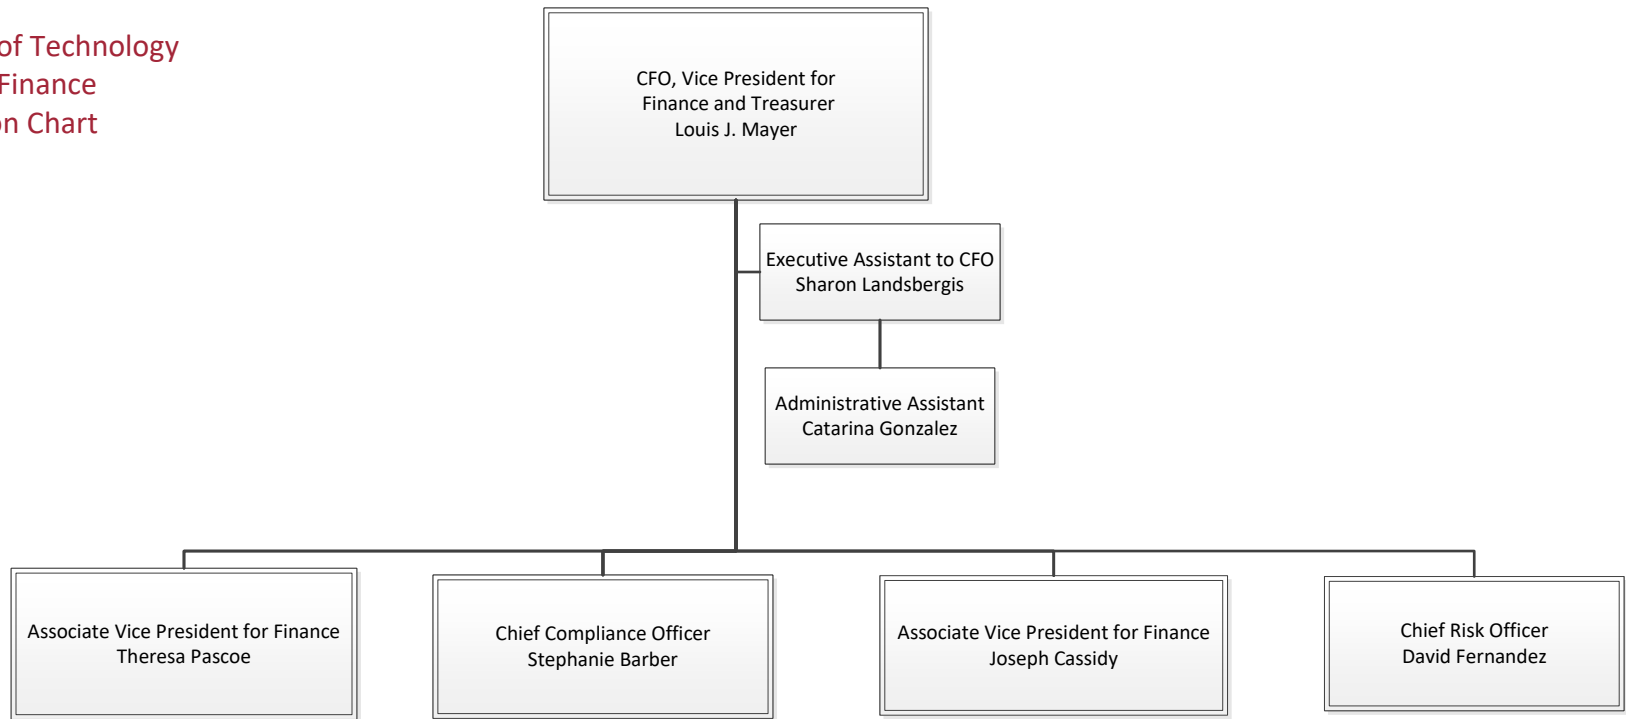 of Technology
Finance
on Chart
CFO, Vice President for
Finance and Treasurer
Louis J. Mayer
Executive Assistant to CFO
Sharon Landsbergis
Administrative Assistant
Catarina Gonzalez
Associate Vice President for Finance
Theresa Pascoe
Chief Compliance Officer
Stephanie Barber
Associate Vice President for Finance
Joseph Cassidy
Chief Risk Officer
David Fernandez